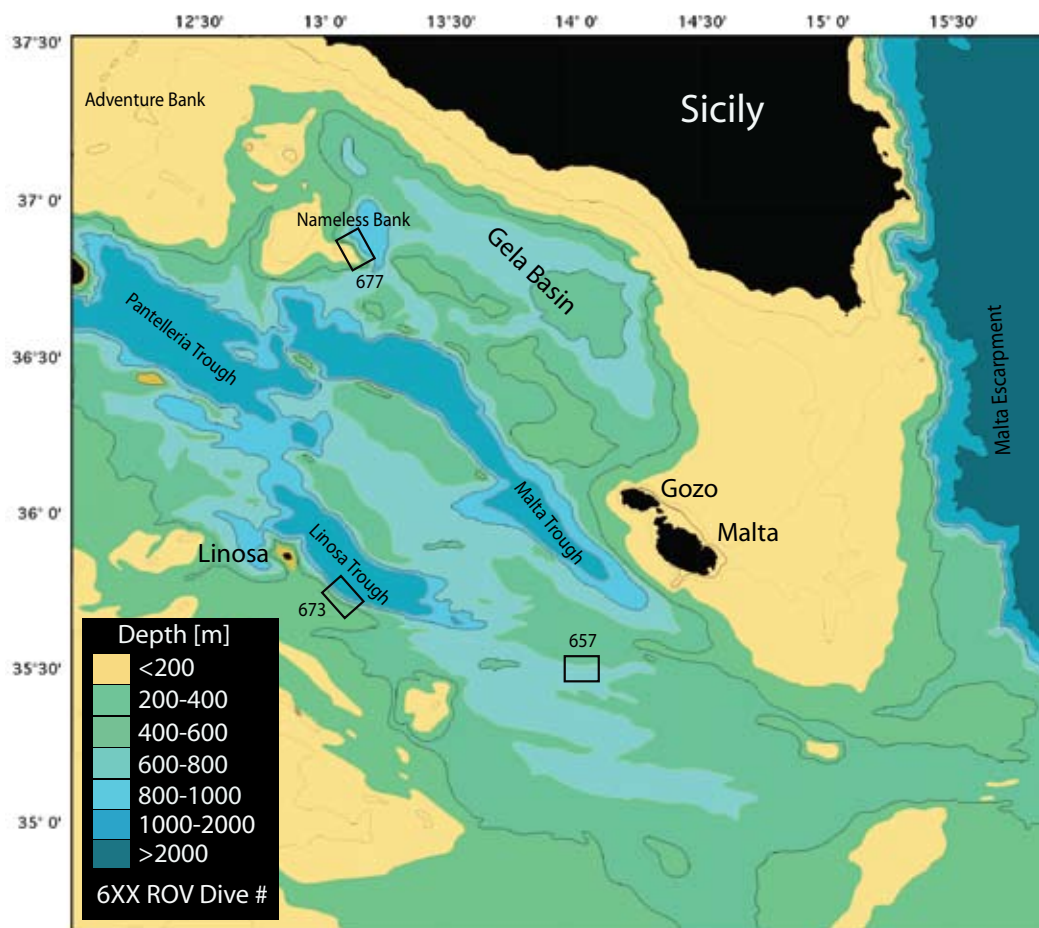 12°30'
13° 0'
13°30'
14° 0'
14°30'
15° 0'
15°30'
37°30'
Adventure Bank
Sicily
37° 0'
Nameless Bank
677
Gela Basin
Pantelleria Trough
36°30'
Malta Escarpment
36° 0'
Gozo
Malta
Malta Trough
Linosa
Linosa Trough
673
657
35°30'
35° 0'
Depth [m]
<200
200-400
400-600
600-800
800-1000
1000-2000
>2000
6XX ROV Dive #